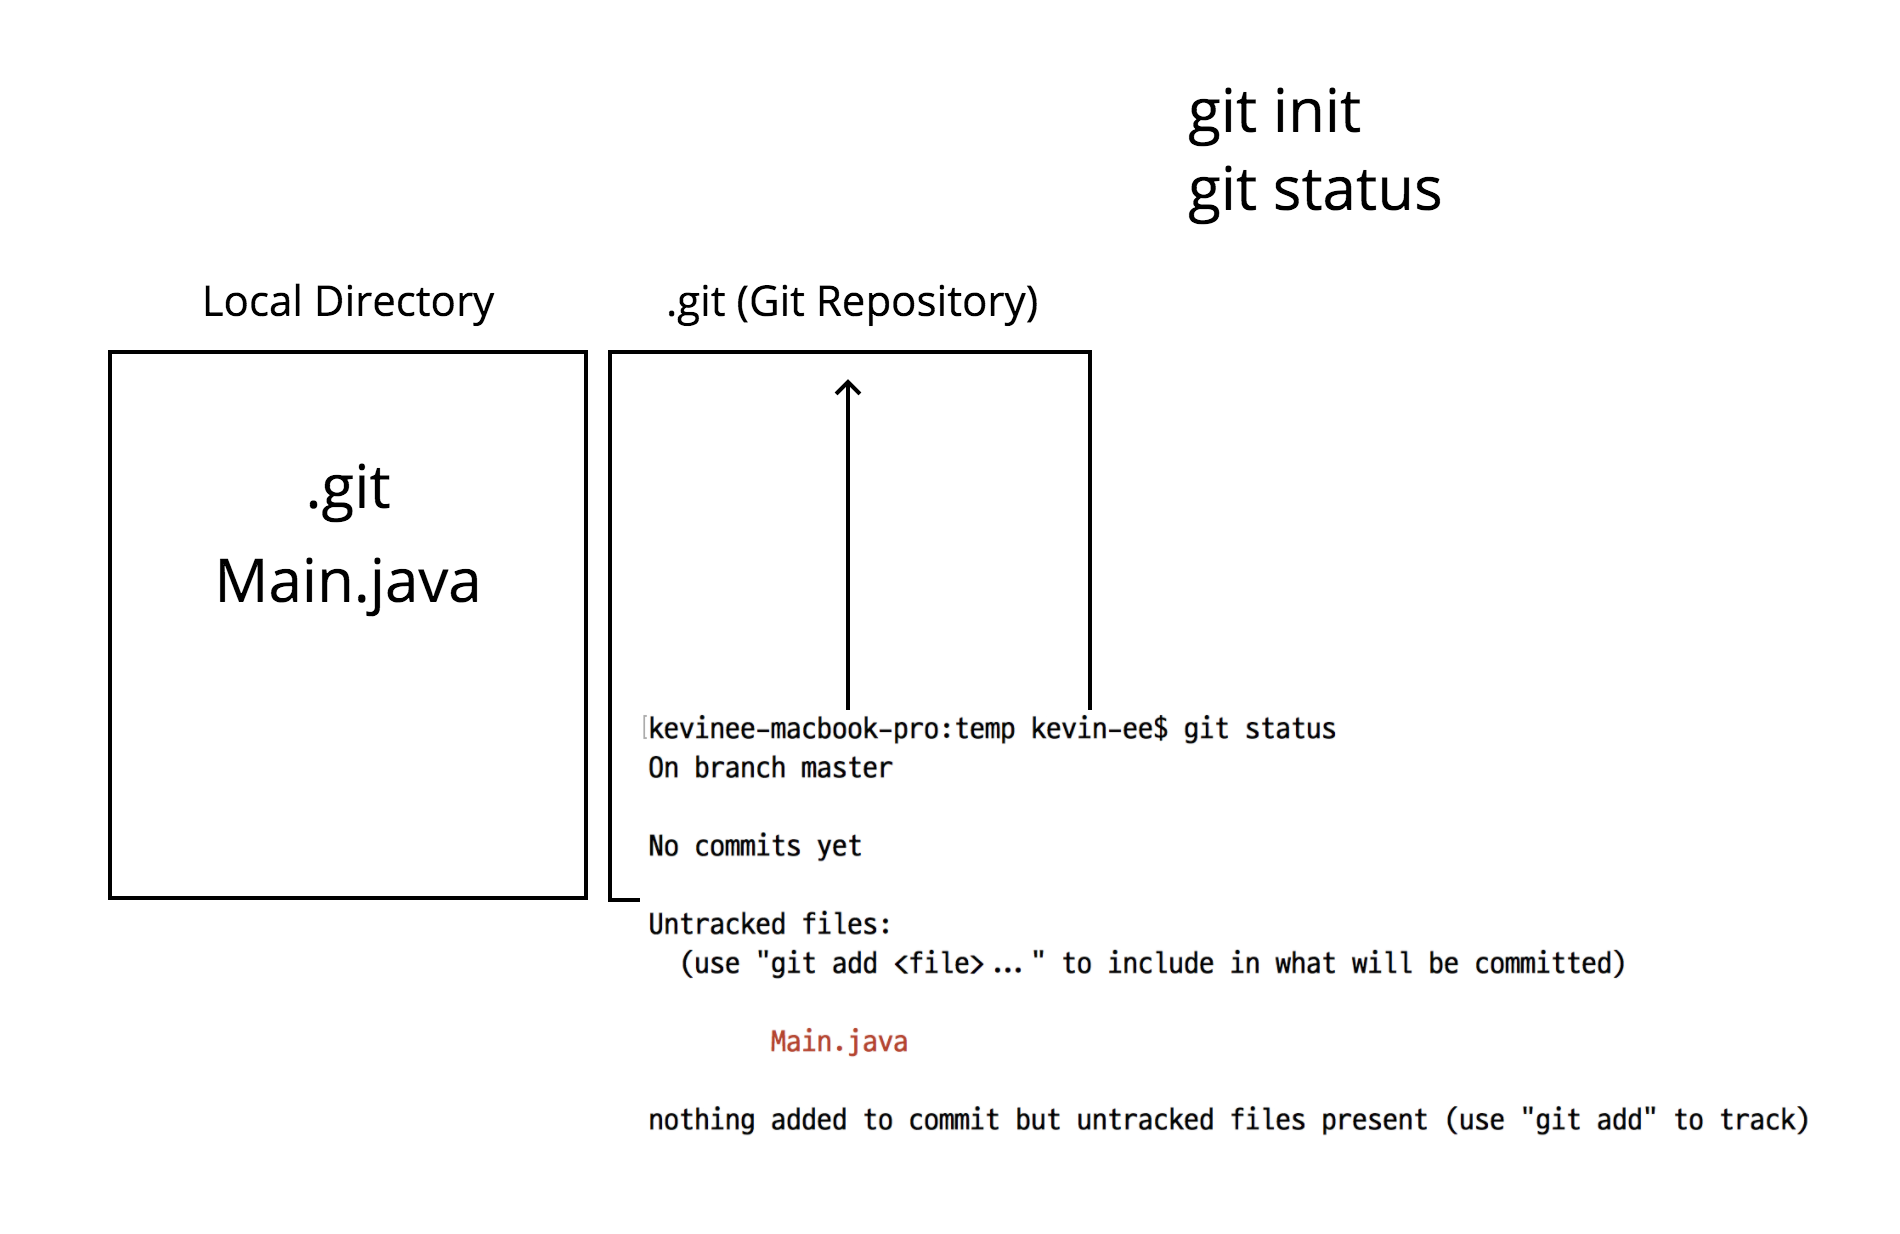 git init
git status
Local Directory
.git (Git Repository)
.git
Main.java
kevinee-macbook-pro:temp kevin-ee$ git status
On branch master
No commits yet
Untracked files:
(use "git add <file>..." to include in what will be committed)
Main.java
nothing added to commit but untracked files present (use "git add" to track)